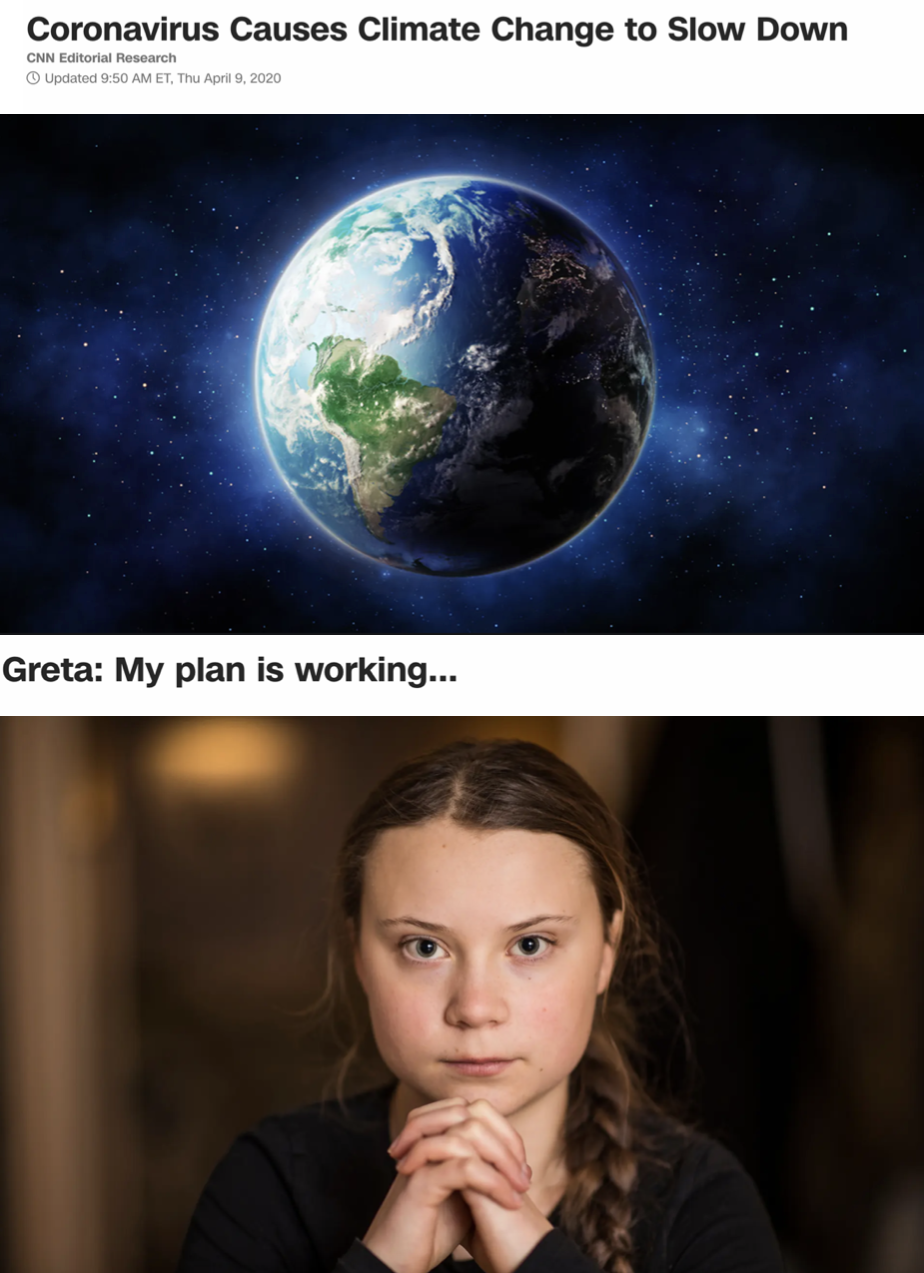 Coronavirus Causes Climate Change to Slow Down
CNN Editorial Research
Updated 9:50 AM ET, Thu April 9, 2020
Greta: My plan is working...